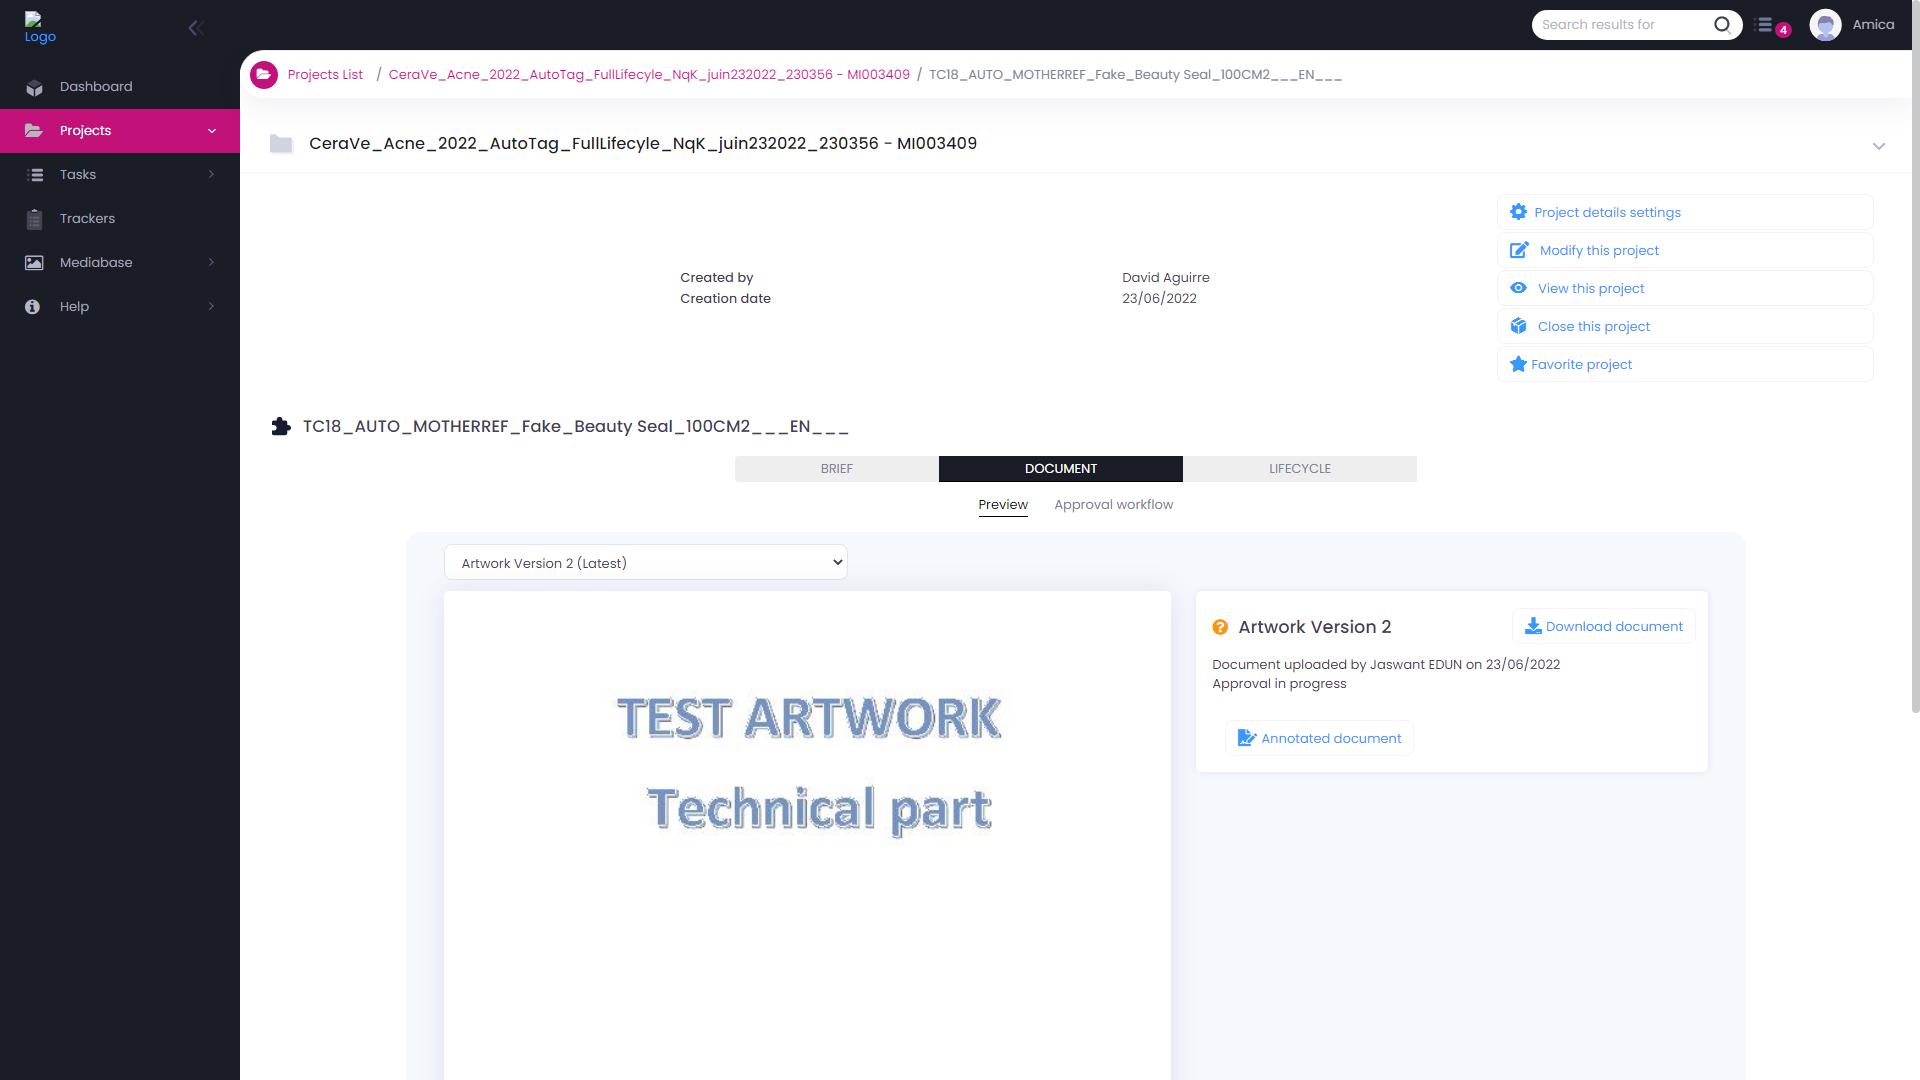 Logo
Search results for
4
Amica
Dashboard
Projects
Tasks
Trackers
Mediabase
Help
Projects List / CeraVe_Acne_2022_AutoTag_FullLifecyle_NqK_juin232022_230356 - MI003409 / TC18_AUTO_MOTHERREF_Fake_Beauty Seal_100CM2___EN___
CeraVe_Acne_2022_AutoTag_FullLifecyle_NqK_juin232022_230356 - MI003409
Created by David Aguirre
Creation date 23/06/2022
Project details settings
Modify this project
View this project
Close this project
Favorite project
TC18_AUTO_MOTHERREF_Fake_Beauty Seal_100CM2___EN___
BRIEF DOCUMENT LIFECYCLE
Preview Approval workflow
Artwork Version 2 (Latest)
TEST ARTWORK
Technical part
Artwork Version 2
Download document
Document uploaded by Jaswant EDUN on 23/06/2022
Approval in progress
Annotated document